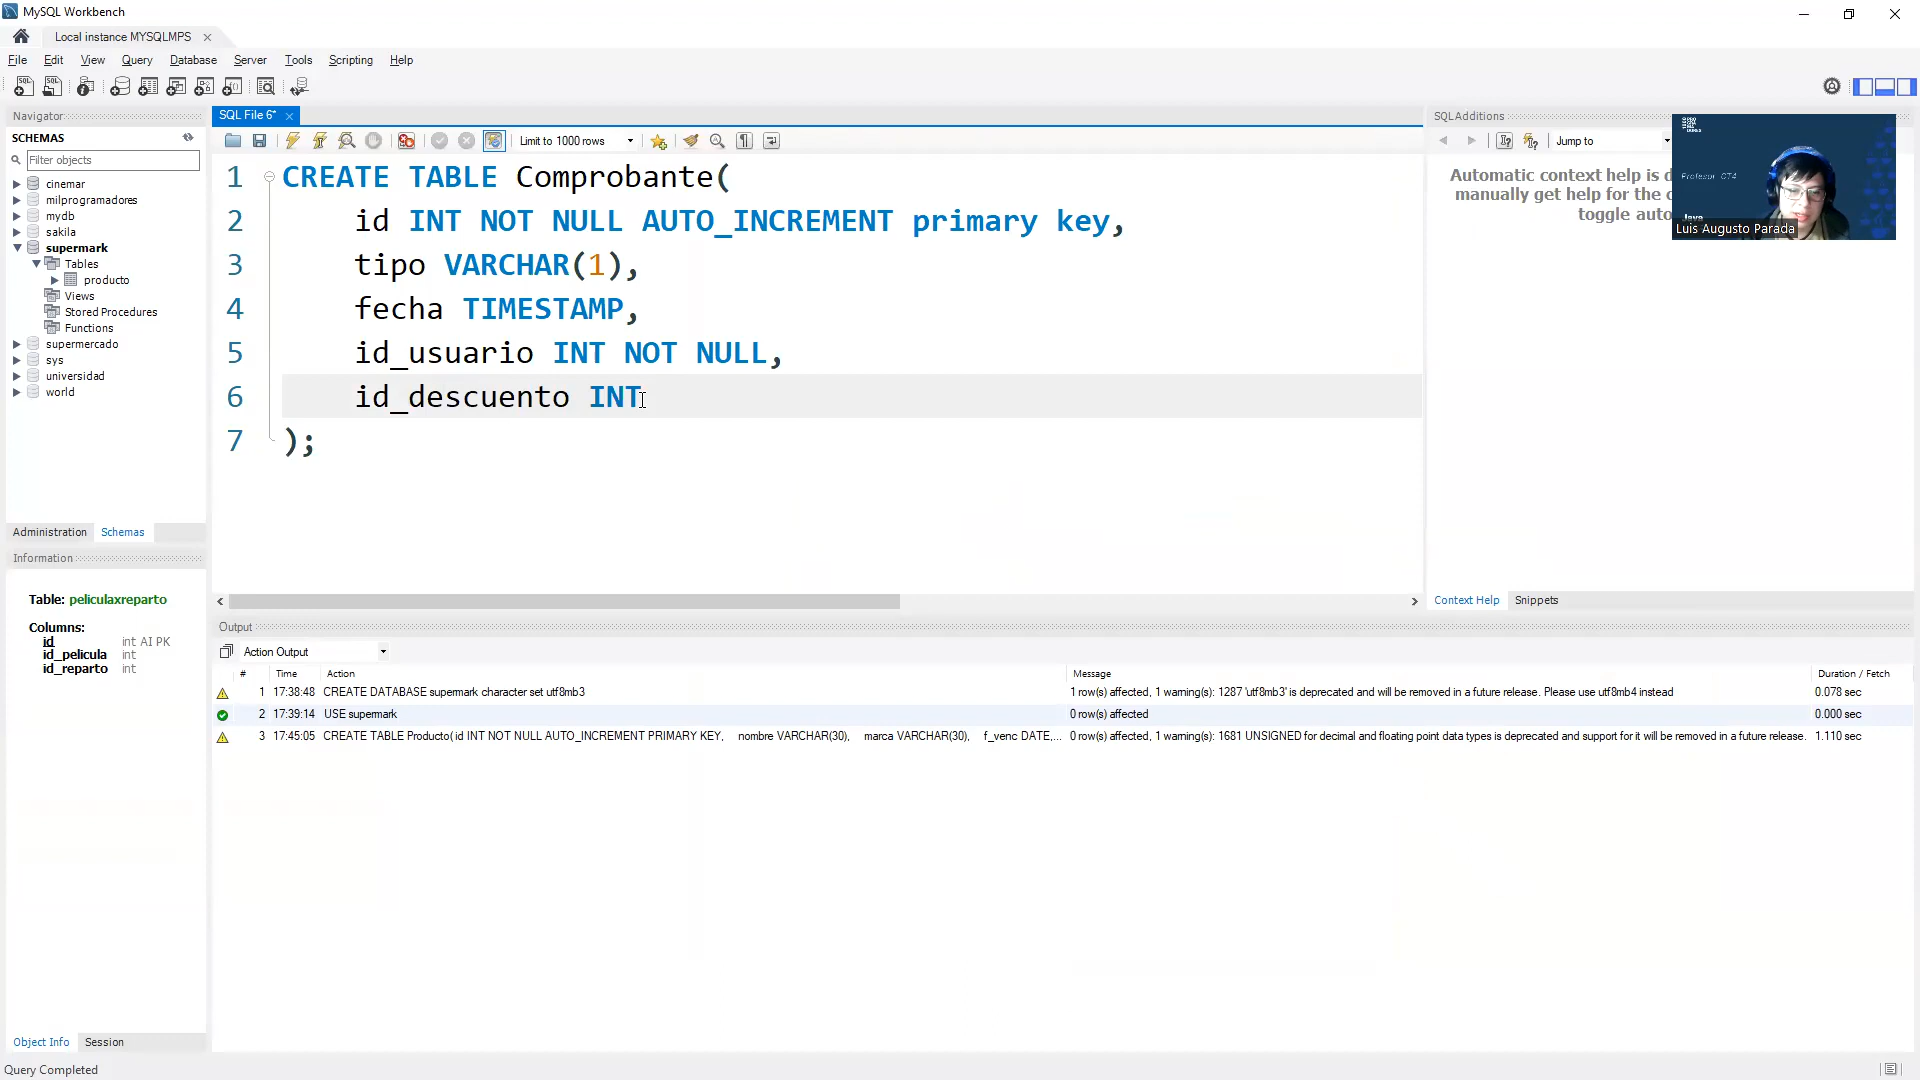 MySQL Workbench
Local instance MYSQLMPS
File Edit View Query Database Server Tools Scripting Help
Navigator
SCHEMAS
Filter objects
cinemar
milprogramadores
mydb
sakila
supermark
Tables
producto
Views
Stored Procedures
Functions
supermercado
sys
universidad
world
Administration Schemas
Information
Table: peliculaxreparto
Columns:
id int AI PK
id_pelicula int
id_reparto int
Object Info Session
Query Completed
SQL File 6*
Limit to 1000 rows
1 CREATE TABLE Comprobante(
2 id INT NOT NULL AUTO_INCREMENT primary key,
3 tipo VARCHAR(1),
4 fecha TIMESTAMP,
5 id_usuario INT NOT NULL,
6 id_descuento INT
7 );
SQLAdditions
Jump to
Automatic context help is d
manually get help for the c
toggle auto
Profesor CT4
Java
Luis Augusto Parada
Context Help Snippets
Output
Action Output
# Time Action Message Duration / Fetch
1 17:38:48 CREATE DATABASE supermark character set utf8mb3 1 row(s) affected, 1 warning(s): 1287 'utf8mb3' is deprecated and will be removed in a future release. Please use utf8mb4 instead 0.078 sec
2 17:39:14 USE supermark 0 row(s) affected 0.000 sec
3 17:45:05 CREATE TABLE Producto( id INT NOT NULL AUTO_INCREMENT PRIMARY KEY, nombre VARCHAR(30), marca VARCHAR(30), f_venc DATE,... 0 row(s) affected, 1 warning(s): 1681 UNSIGNED for decimal and floating point data types is deprecated and support for it will be removed in a future release. 1.110 sec